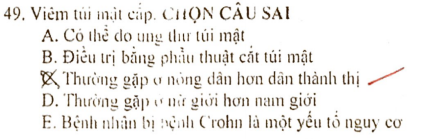 49. Viêm túi mật cấp. CHỌN CÂU SAI
A. Có thể do ung thư túi mật
B. Điều trị bằng phẫu thuật cắt túi mật
Thường gặp ở nông dân hơn dân thành thị
D. Thường gặp ở nữ giới hơn nam giới
E. Bệnh nhân bị bệnh Crohn là một yếu tố nguy cơ